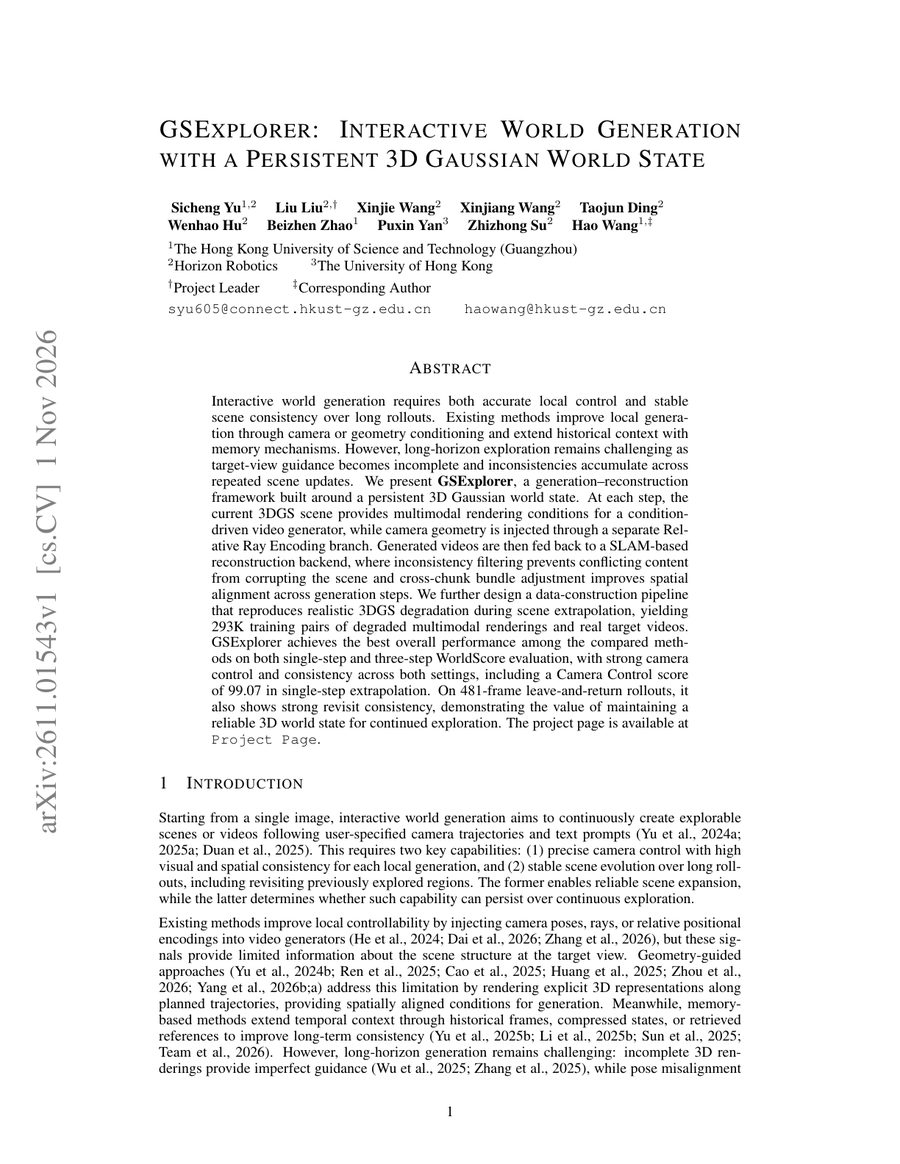 GSEXPLORER: INTERACTIVE WORLD GENERATION
WITH A PERSISTENT 3D GAUSSIAN WORLD STATE
Sicheng Yu1,2 Liu Liu2,† Xinjie Wang2 Xinjiang Wang2 Taojun Ding2
Wenhao Hu2 Beizhen Zhao1 Puxin Yan3 Zhizhong Su2 Hao Wang1,‡
1The Hong Kong University of Science and Technology (Guangzhou)
2Horizon Robotics 3The University of Hong Kong
†Project Leader ‡Corresponding Author
syu605@connect.hkust-gz.edu.cn haowang@hkust-gz.edu.cn
arXiv:2611.01543v1 [cs.CV] 1 Nov 2026
ABSTRACT
Interactive world generation requires both accurate local control and stable
scene consistency over long rollouts. Existing methods improve local genera-
tion through camera or geometry conditioning and extend historical context with
memory mechanisms. However, long-horizon exploration remains challenging as
target-view guidance becomes incomplete and inconsistencies accumulate across
repeated scene updates. We present GSExplorer, a generation–reconstruction
framework built around a persistent 3D Gaussian world state. At each step, the
current 3DGS scene provides multimodal rendering conditions for a condition-
driven video generator, while camera geometry is injected through a separate Rel-
ative Ray Encoding branch. Generated videos are then fed back to a SLAM-based
reconstruction backend, where inconsistency filtering prevents conflicting content
from corrupting the scene and cross-chunk bundle adjustment improves spatial
alignment across generation steps. We further design a data-construction pipeline
that reproduces realistic 3DGS degradation during scene extrapolation, yielding
293K training pairs of degraded multimodal renderings and real target videos.
GSExplorer achieves the best overall performance among the compared meth-
ods on both single-step and three-step WorldScore evaluation, with strong camera
control and consistency across both settings, including a Camera Control score
of 99.07 in single-step extrapolation. On 481-frame leave-and-return rollouts, it
also shows strong revisit consistency, demonstrating the value of maintaining a
reliable 3D world state for continued exploration. The project page is available at
Project Page.
1 INTRODUCTION
Starting from a single image, interactive world generation aims to continuously create explorable
scenes or videos following user-specified camera trajectories and text prompts (Yu et al., 2024a;
2025a; Duan et al., 2025). This requires two key capabilities: (1) precise camera control with high
visual and spatial consistency for each local generation, and (2) stable scene evolution over long roll-
outs, including revisiting previously explored regions. The former enables reliable scene expansion,
while the latter determines whether such capability can persist over continuous exploration.
Existing methods improve local controllability by injecting camera poses, rays, or relative positional
encodings into video generators (He et al., 2024; Dai et al., 2026; Zhang et al., 2026), but these sig-
nals provide limited information about the scene structure at the target view. Geometry-guided
approaches (Yu et al., 2024b; Ren et al., 2025; Cao et al., 2025; Huang et al., 2025; Zhou et al.,
2026; Yang et al., 2026b;a) address this limitation by rendering explicit 3D representations along
planned trajectories, providing spatially aligned conditions for generation. Meanwhile, memory-
based methods extend temporal context through historical frames, compressed states, or retrieved
references to improve long-term consistency (Yu et al., 2025b; Li et al., 2025b; Sun et al., 2025;
Team et al., 2026). However, long-horizon generation remains challenging: incomplete 3D ren-
derings provide imperfect guidance (Wu et al., 2025; Zhang et al., 2025), while pose misalignment
1